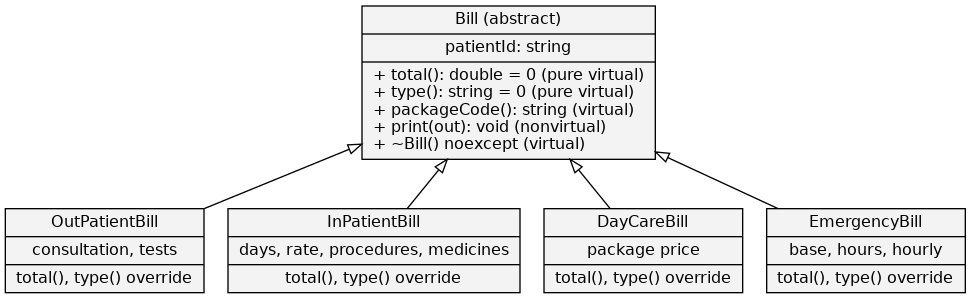 Bill (abstract)
patientId: string
+ total(): double = 0 (pure virtual)
+ type(): string = 0 (pure virtual)
+ packageCode(): string (virtual)
+ print(out): void (nonvirtual)
+ ~Bill() noexcept (virtual)
OutPatientBill
consultation, tests
total(), type() override
InPatientBill
days, rate, procedures, medicines
total(), type() override
DayCareBill
package price
total(), type() override
EmergencyBill
base, hours, hourly
total(), type() override